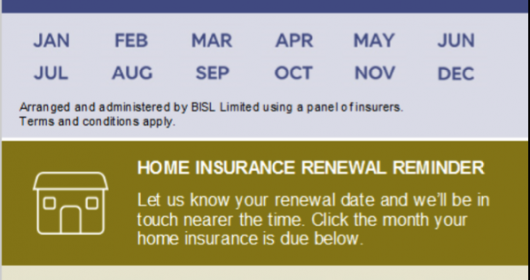 JAN FEB MAR APR MAY JUN
JUL AUG SEP OCT NOV DEC
Arranged and administered by BISL Limited using a panel of insurers.
Terms and conditions apply.
HOME INSURANCE RENEWAL REMINDER
Let us know your renewal date and we'll be in
touch nearer the time. Click the month your
home insurance is due below.